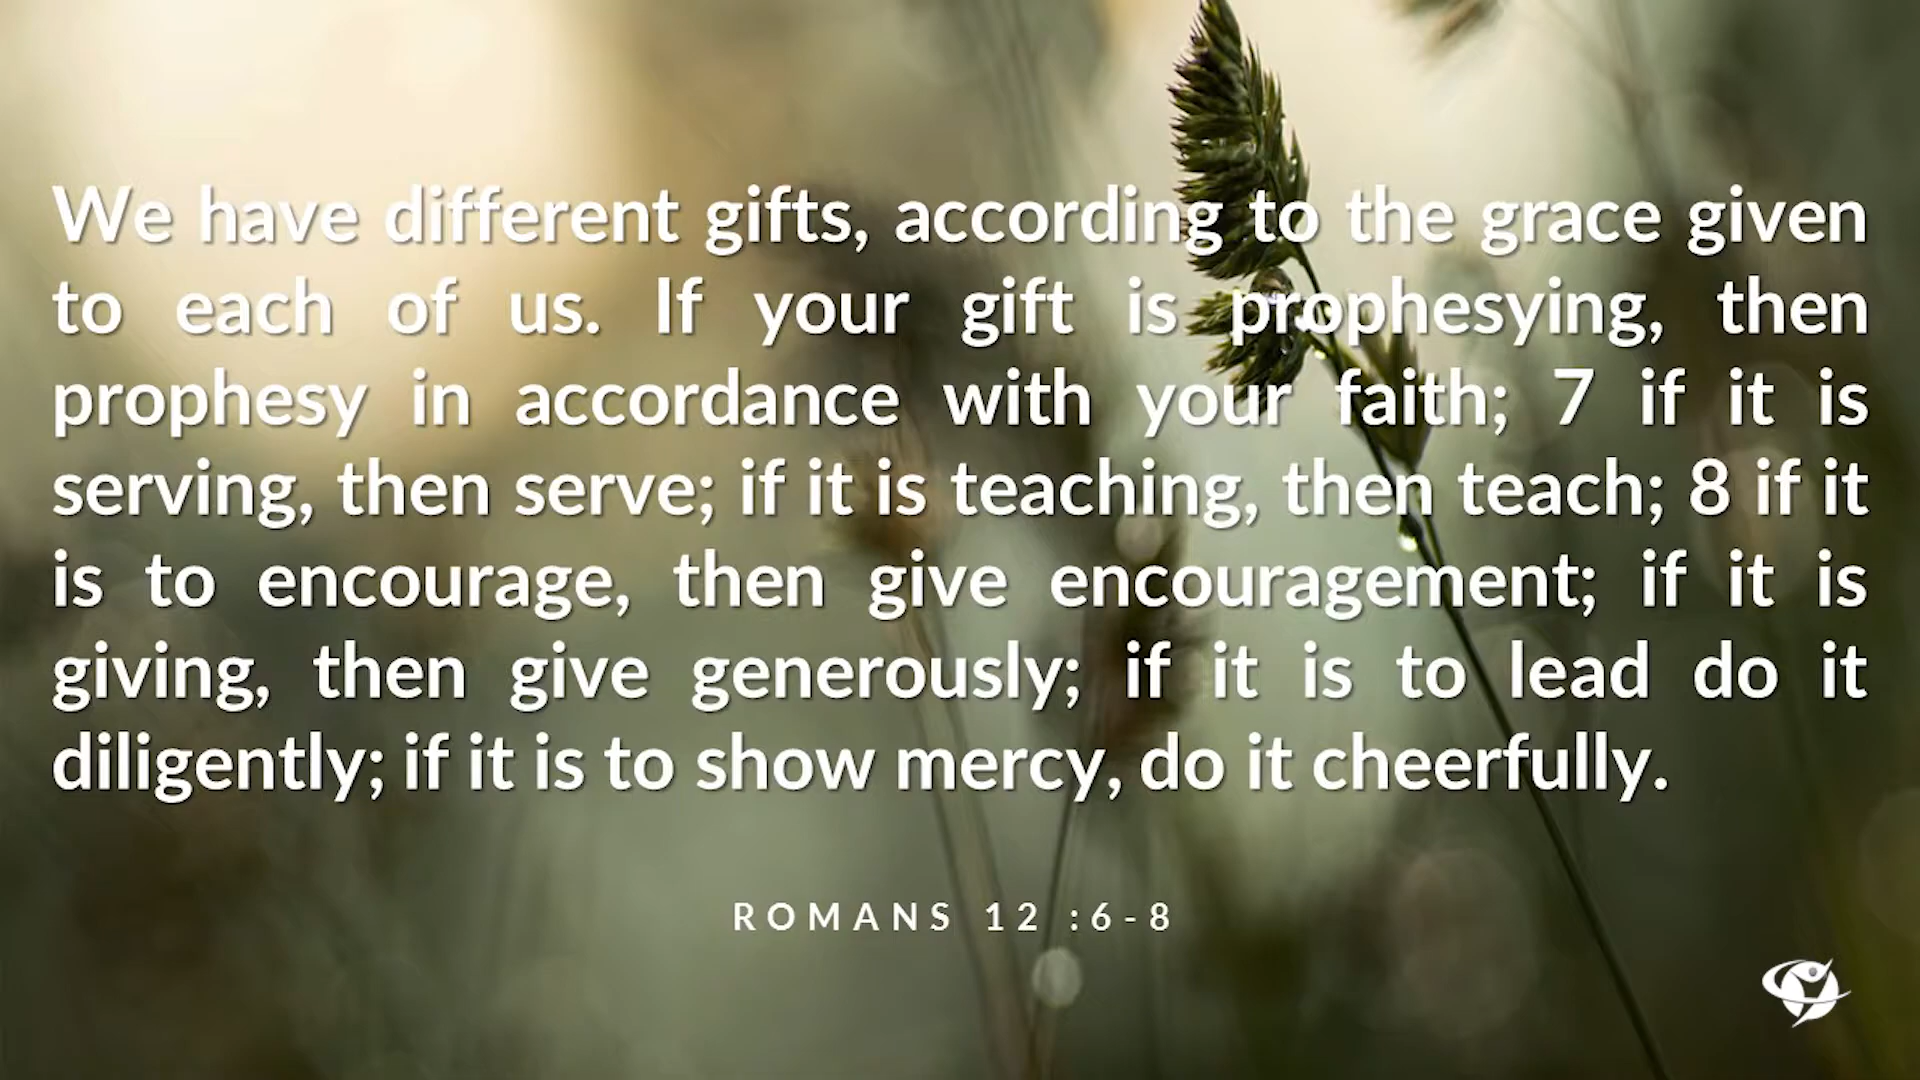 We have different gifts, according to the grace given
to each of us. If your gift is prophesying, then
prophesy in accordance with your faith; 7 if it is
serving, then serve; if it is teaching, then teach; 8 if it
is to encourage, then give encouragement; if it is
giving, then give generously; if it is to lead do it
diligently; if it is to show mercy, do it cheerfully.
ROMANS 12 :6-8